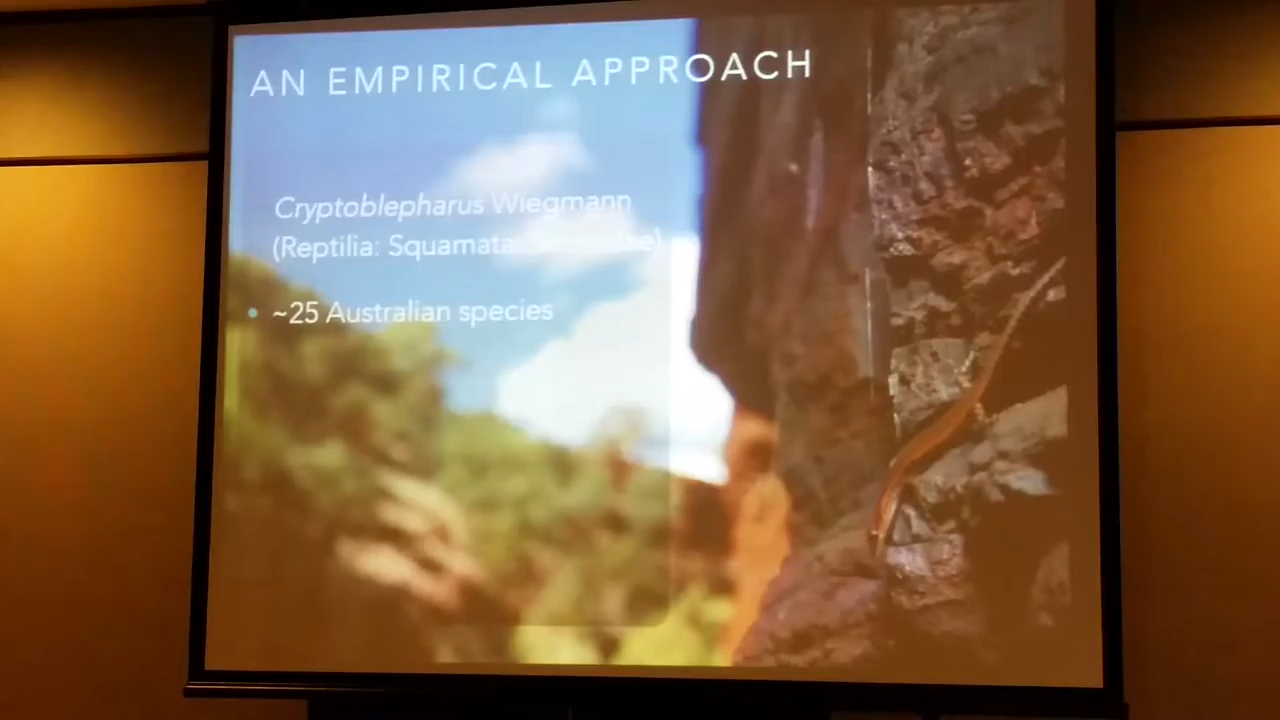 AN EMPIRICAL APPROACH
Cryptoblepharus Wiegmann
(Reptilia: Squamata
• ~25 Australian species